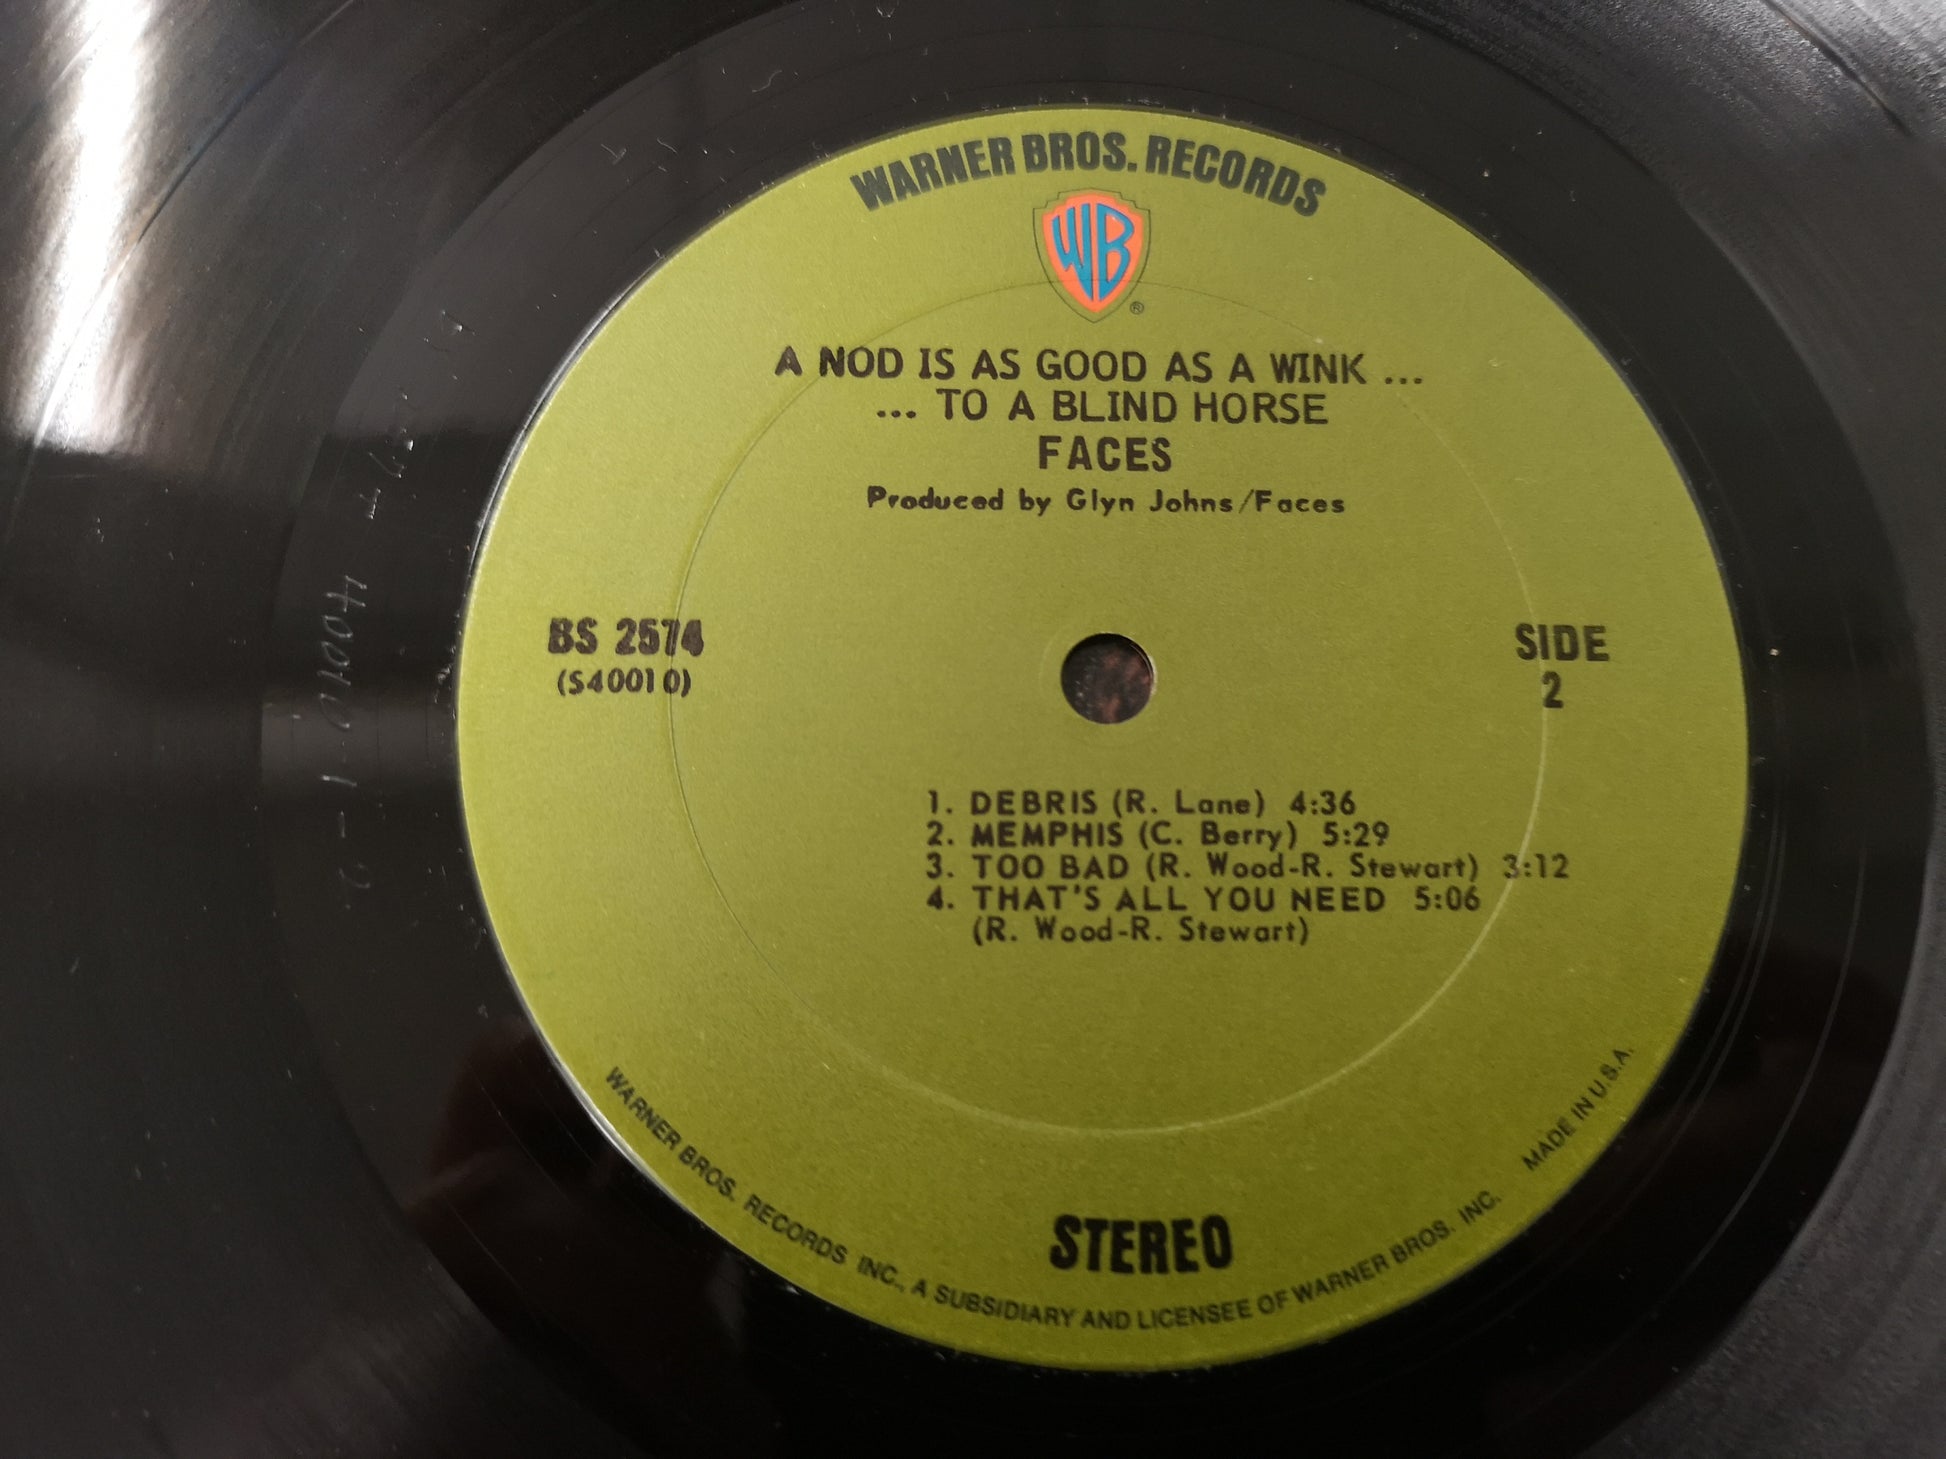 WARNER BROS. RECORDS
WB
®
A NOD IS AS GOOD AS A WINK ...
... TO A BLIND HORSE
FACES
Produced by Glyn Johns/Faces
BS 2574
(S40010)
SIDE
2
1. DEBRIS (R. Lane) 4:36
2. MEMPHIS (C. Berry) 5:29
3. TOO BAD (R. Wood-R. Stewart) 3:12
4. THAT'S ALL YOU NEED 5:06
(R. Wood-R. Stewart)
STEREO
WARNER BROS. RECORDS INC., A SUBSIDIARY AND LICENSEE OF WARNER BROS. INC. MADE IN U.S.A.